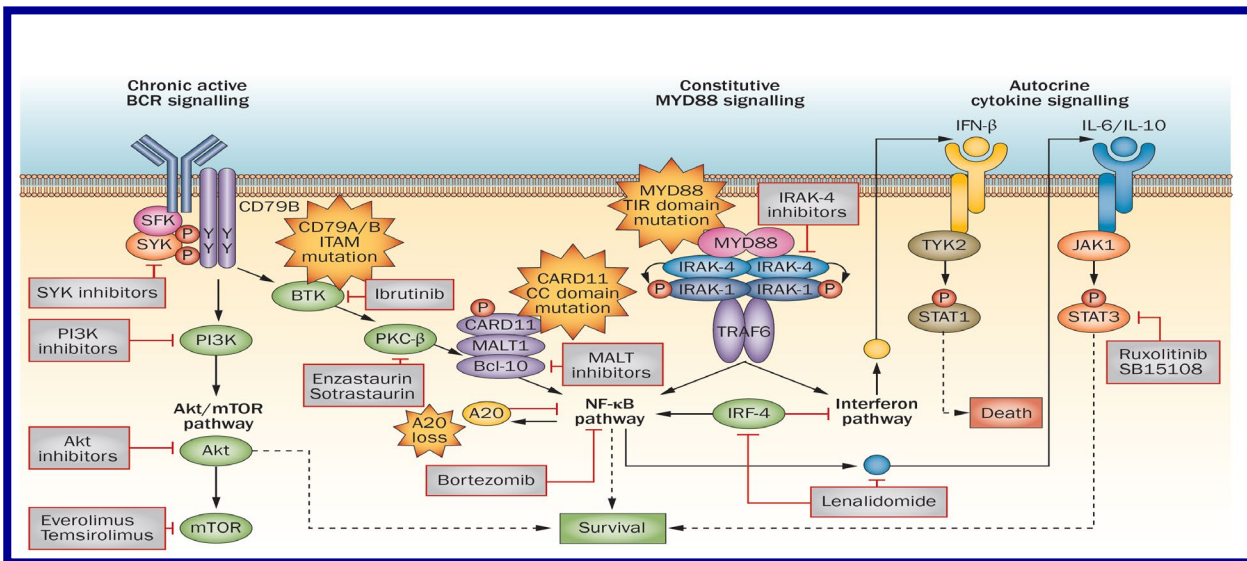 Chronic active
BCR signalling
Constitutive
MYD88 signalling
Autocrine
cytokine signalling
IFN-β
IL-6/IL-10
CD79B
SFK
SYK
P
P
Y
Y
Y
Y
SYK inhibitors
CD79A/B
ITAM
mutation
BTK
Ibrutinib
PI3K
inhibitors
PI3K
PKC-β
Enzastaurin
Sotrastaurin
CARD11
CC domain
mutation
P
CARD11
MALT1
Bcl-10
MALT
inhibitors
MYD88
TIR domain
mutation
IRAK-4
inhibitors
MYD88
IRAK-4
IRAK-4
P
IRAK-1
IRAK-1
P
TRAF6
TYK2
P
STAT1
JAK1
P
STAT3
Ruxolitinib
SB15108
Akt/mTOR
pathway
A20
loss
A20
NF-κB
pathway
IRF-4
Interferon
pathway
Death
Akt
inhibitors
Akt
Bortezomib
Lenalidomide
Everolimus
Temsirolimus
mTOR
Survival